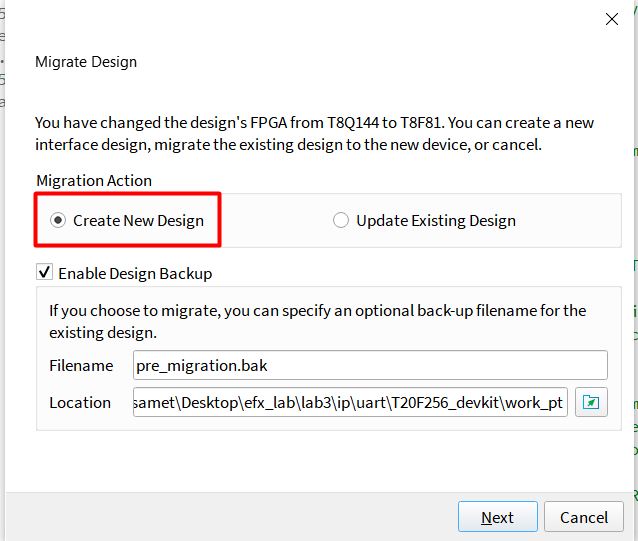 Migrate Design
You have changed the design's FPGA from T8Q144 to T8F81. You can create a new
interface design, migrate the existing design to the new device, or cancel.
Migration Action
Create New Design
Update Existing Design
Enable Design Backup
If you choose to migrate, you can specify an optional back-up filename for the
existing design.
Filename pre_migration.bak
Location samet\Desktop\efx_lab\lab3\ip\uart\T20F256_devkit\work_pt
Next Cancel